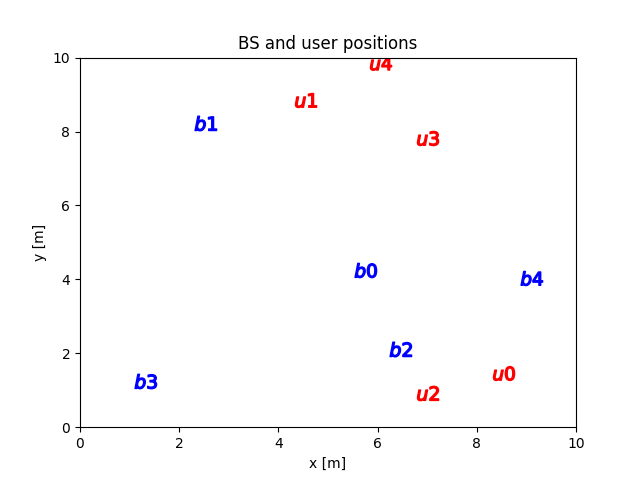 BS and user positions
10
u4
u1
b1
8
u3
6
y [m]
b0
4
b4
b2
2
u0
b3
u2
0
0 2 4 6 8 10
x [m]